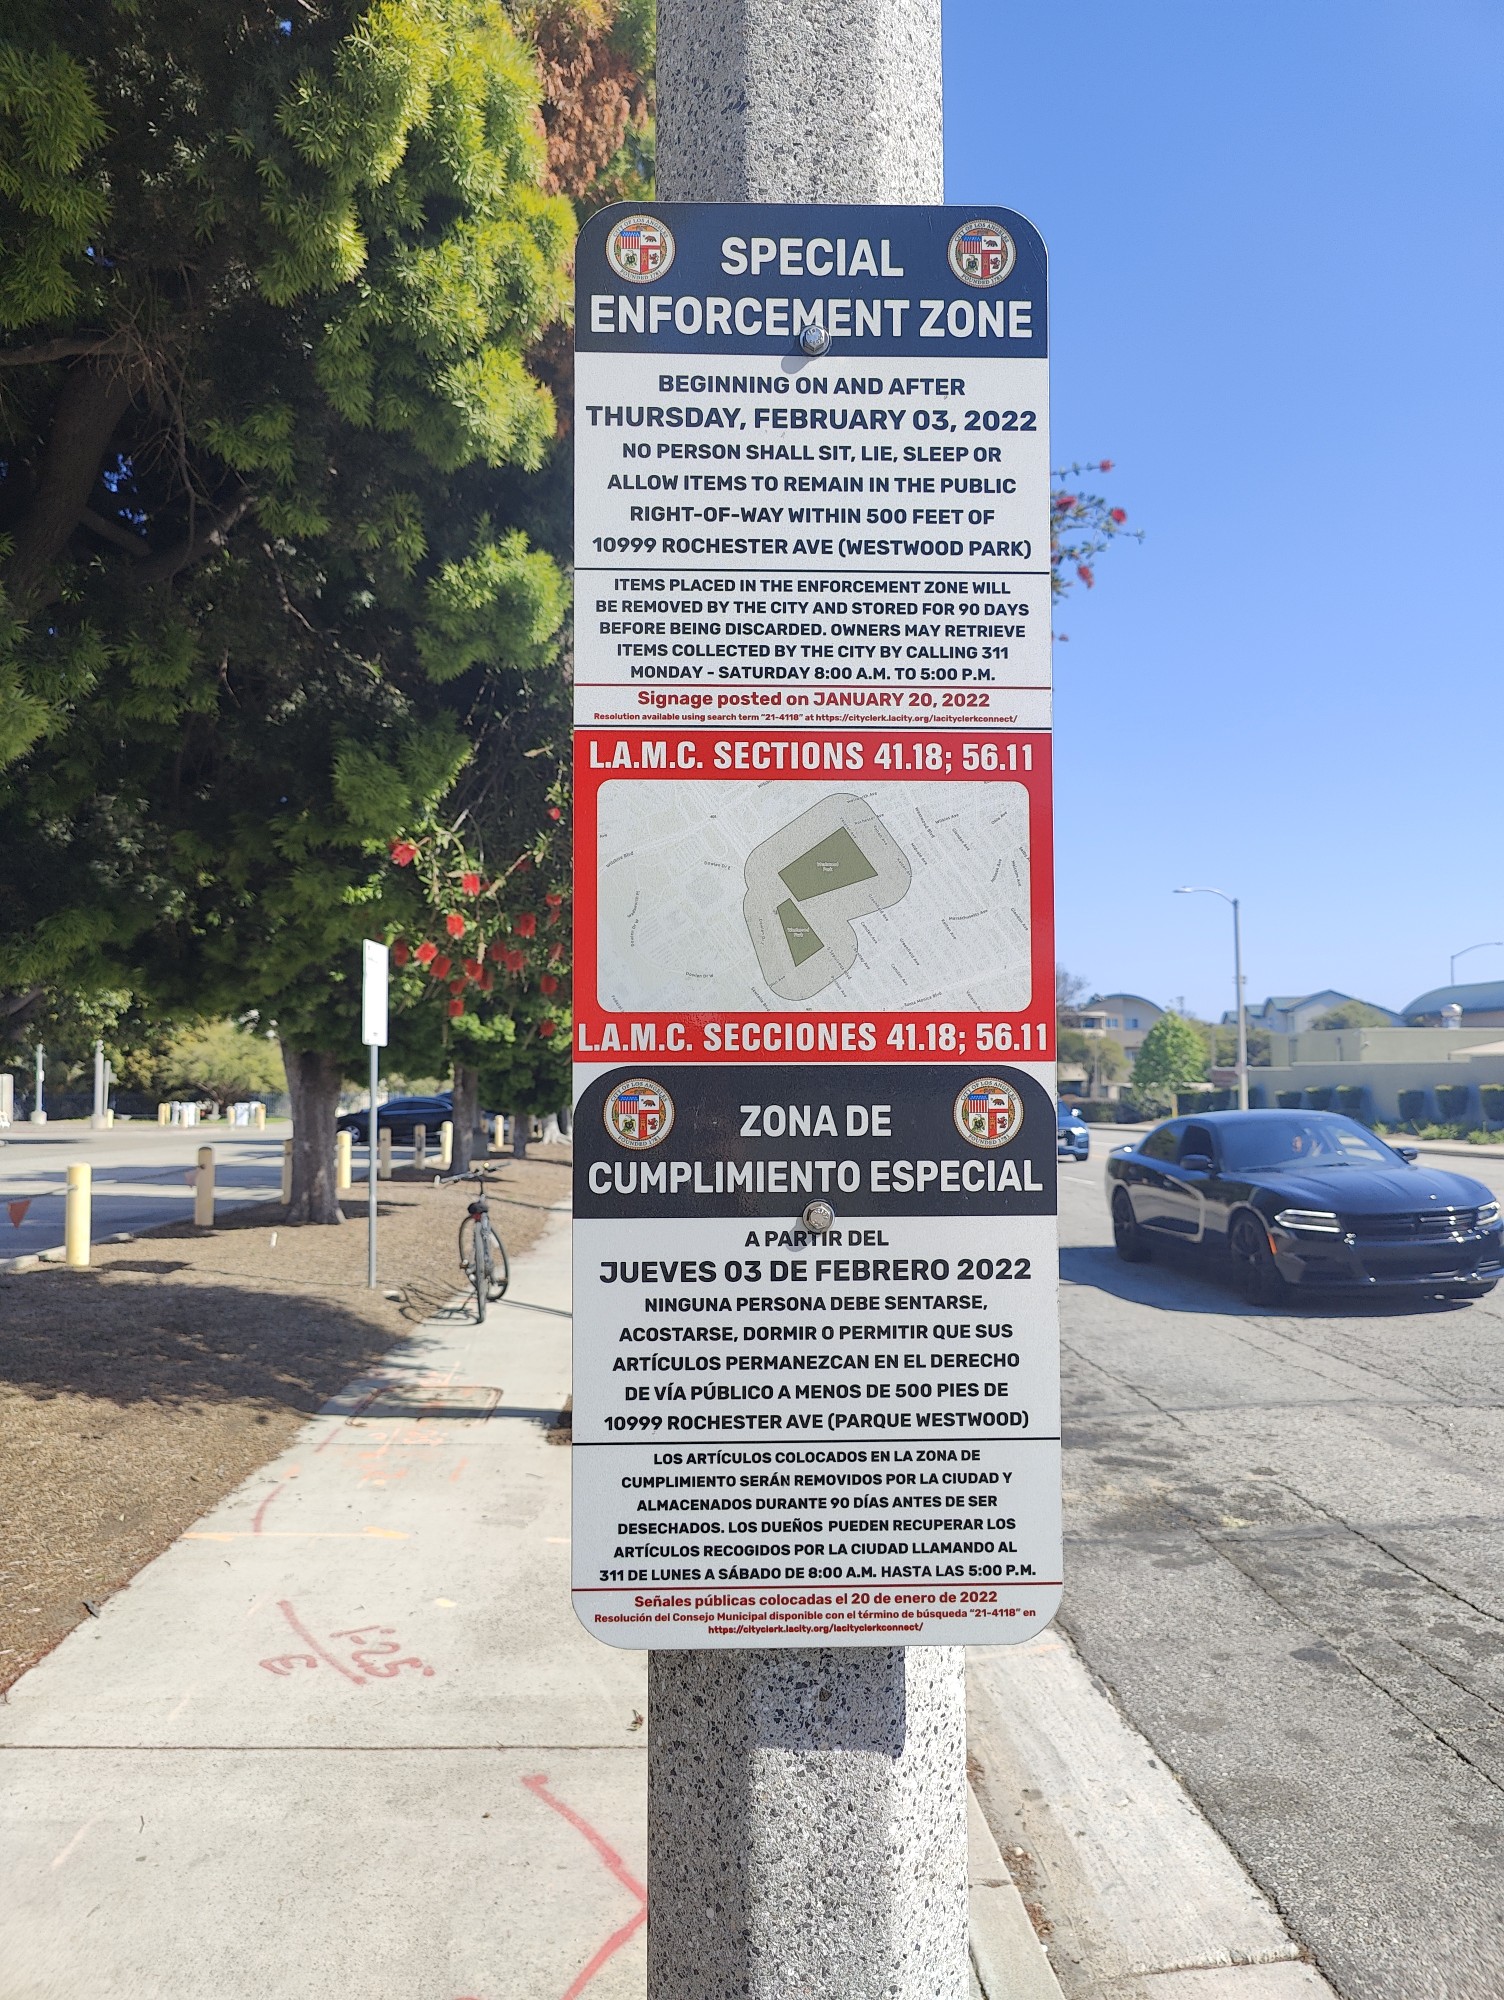 SPECIAL
ENFORCEMENT ZONE
BEGINNING ON AND AFTER
THURSDAY, FEBRUARY 03, 2022
NO PERSON SHALL SIT, LIE, SLEEP OR
ALLOW ITEMS TO REMAIN IN THE PUBLIC
RIGHT-OF-WAY WITHIN 500 FEET OF
10999 ROCHESTER AVE (WESTWOOD PARK)
ITEMS PLACED IN THE ENFORCEMENT ZONE WILL
BE REMOVED BY THE CITY AND STORED FOR 90 DAYS
BEFORE BEING DISCARDED. OWNERS MAY RETRIEVE
ITEMS COLLECTED BY THE CITY BY CALLING 311
MONDAY - SATURDAY 8:00 A.M. TO 5:00 P.M.
Signage posted on JANUARY 20, 2022
Resolution available using search term "21-4118" at https://cityclerk.lacity.org/lacityclerkconnect/
L.A.M.C. SECTIONS 41.18; 56.11
Westwood
Park
Westwood
Park
L.A.M.C. SECCIONES 41.18; 56.11
CITY OF LOS ANGELES
FOUNDED 1781
ZONA DE
CUMPLIMIENTO ESPECIAL
A PARTIR DEL
JUEVES 03 DE FEBRERO 2022
NINGUNA PERSONA DEBE SENTARSE,
ACOSTARSE, DORMIR O PERMITIR QUE SUS
ARTÍCULOS PERMANEZCAN EN EL DERECHO
DE VÍA PÚBLICO A MENOS DE 500 PIES DE
10999 ROCHESTER AVE (PARQUE WESTWOOD)
LOS ARTÍCULOS COLOCADOS EN LA ZONA DE
CUMPLIMIENTO SERÁN REMOVIDOS POR LA CIUDAD Y
ALMACENADOS DURANTE 90 DÍAS ANTES DE SER
DESECHADOS. LOS DUEÑOS PUEDEN RECUPERAR LOS
ARTÍCULOS RECOGIDOS POR LA CIUDAD LLAMANDO AL
311 DE LUNES A SÁBADO DE 8:00 A.M. HASTA LAS 5:00 P.M.
Señales públicas colocadas el 20 de enero de 2022
Resolución del Consejo Municipal disponible con el término de búsqueda "21-4118" en
https://cityclerk.lacity.org/lacityclerkconnect/